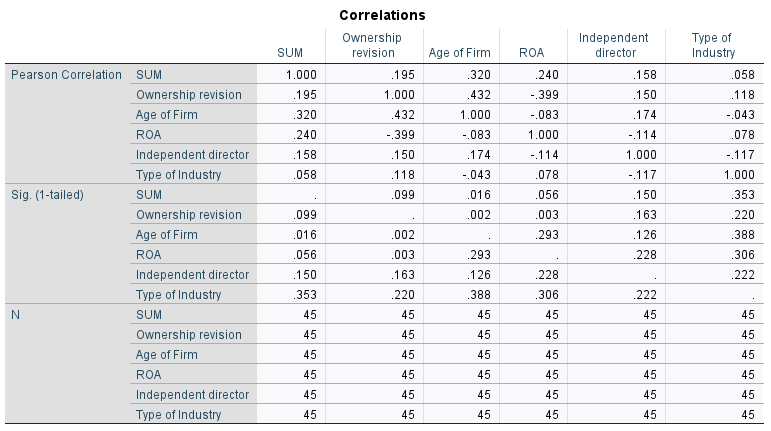 Correlations
SUM Ownership revision Age of Firm ROA Independent director Type of Industry
Pearson Correlation SUM 1.000 .195 .320 .240 .158 .058
Ownership revision .195 1.000 .432 -.399 .150 .118
Age of Firm .320 .432 1.000 -.083 .174 -.043
ROA .240 -.399 -.083 1.000 -.114 .078
Independent director .158 .150 .174 -.114 1.000 -.117
Type of Industry .058 .118 -.043 .078 -.117 1.000
Sig. (1-tailed) SUM . .099 .016 .056 .150 .353
Ownership revision .099 . .002 .003 .163 .220
Age of Firm .016 .002 . .293 .126 .388
ROA .056 .003 .293 . .228 .306
Independent director .150 .163 .126 .228 . .222
Type of Industry .353 .220 .388 .306 .222 .
N SUM 45 45 45 45 45 45
Ownership revision 45 45 45 45 45 45
Age of Firm 45 45 45 45 45 45
ROA 45 45 45 45 45 45
Independent director 45 45 45 45 45 45
Type of Industry 45 45 45 45 45 45